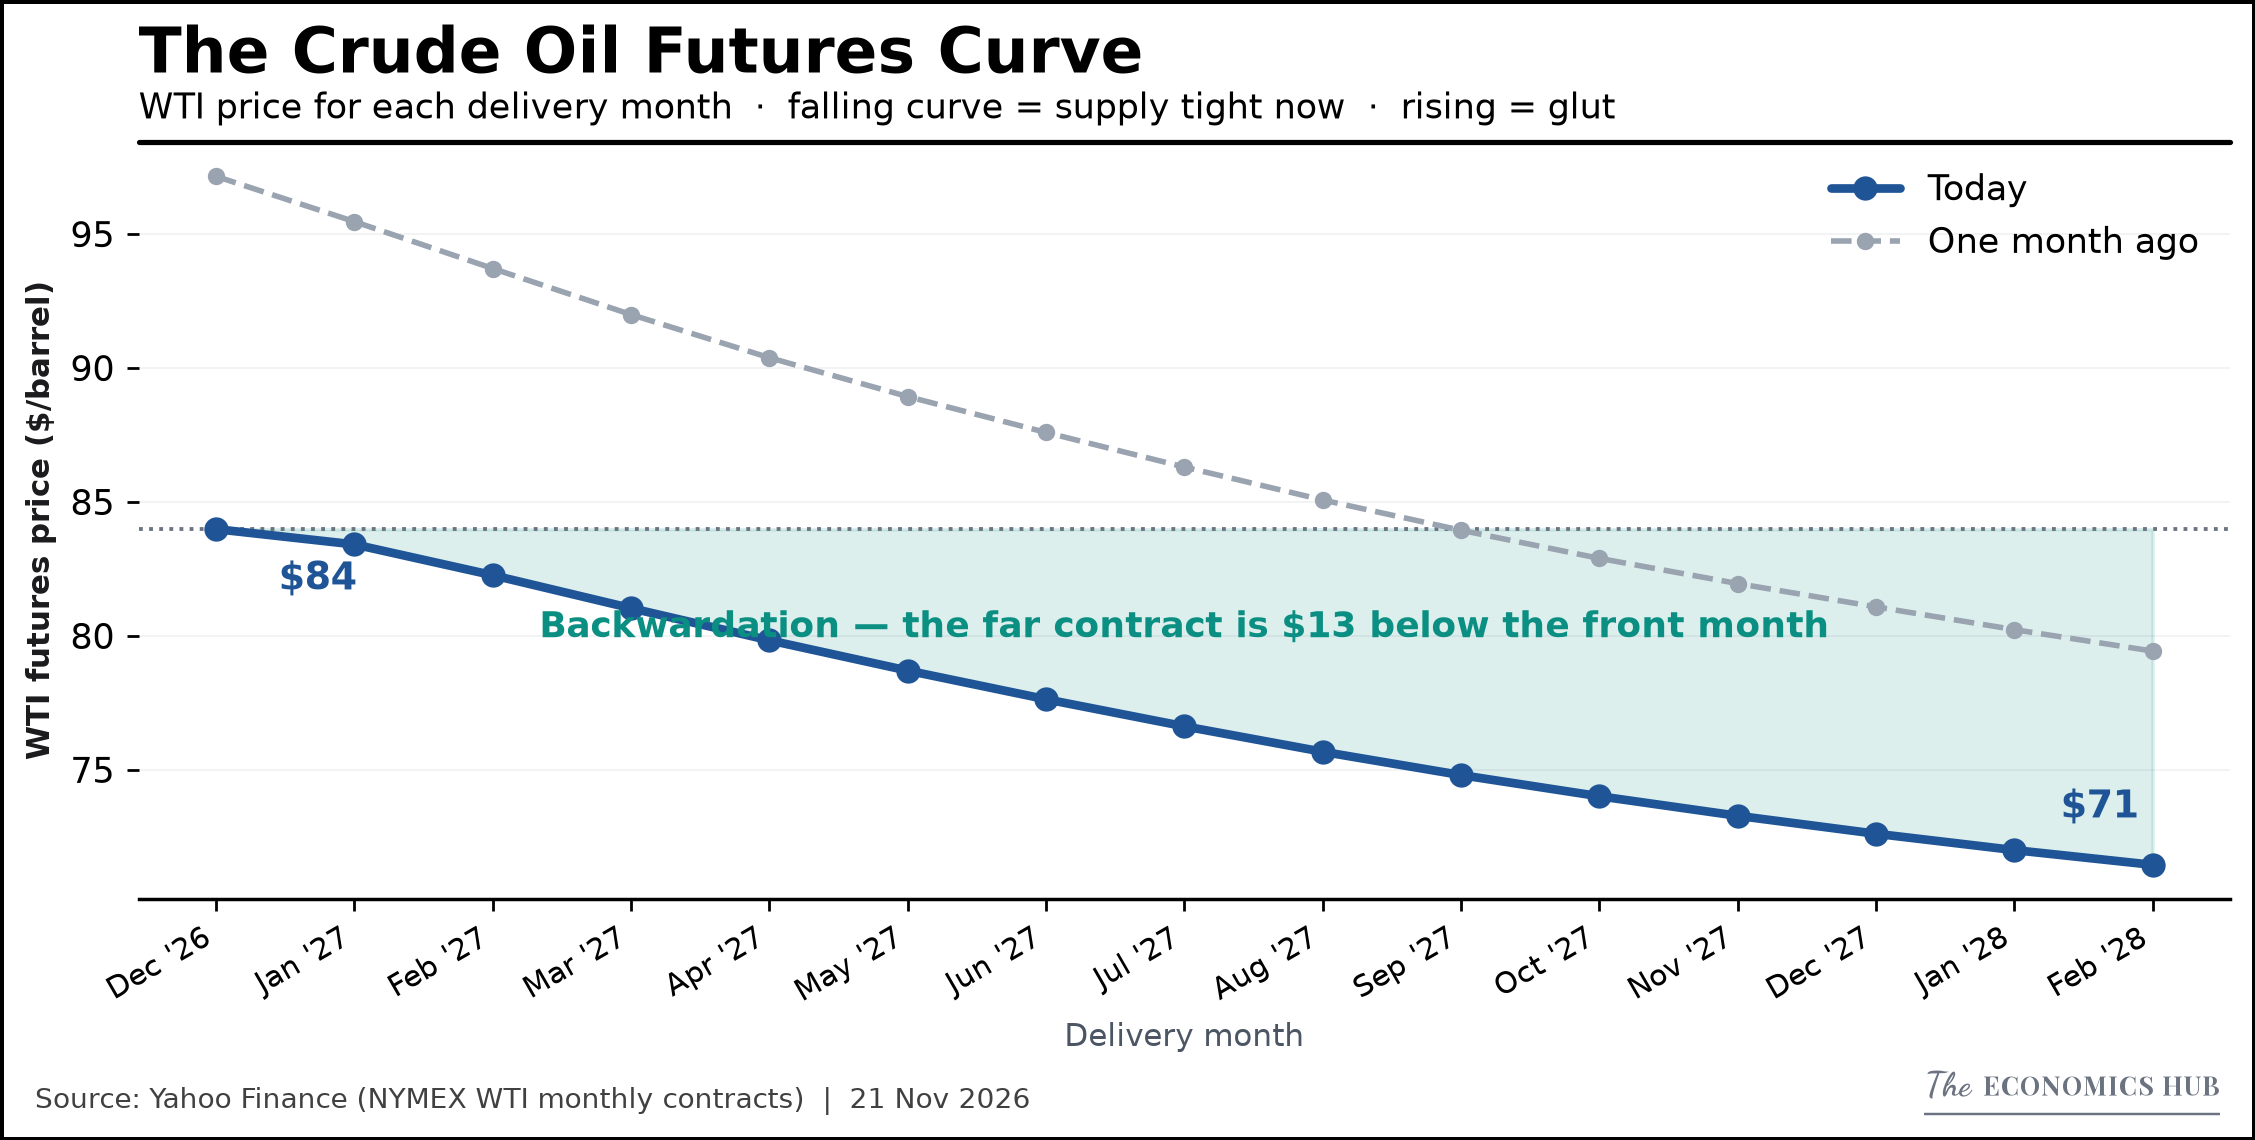 The Crude Oil Futures Curve
WTI price for each delivery month · falling curve = supply tight now · rising = glut
Today
One month ago
WTI futures price ($/barrel)
95
90
85
80
75
$84
Backwardation — the far contract is $13 below the front month
$71
Dec '26
Jan '27
Feb '27
Mar '27
Apr '27
May '27
Jun '27
Jul '27
Aug '27
Sep '27
Oct '27
Nov '27
Dec '27
Jan '28
Feb '28
Delivery month
Source: Yahoo Finance (NYMEX WTI monthly contracts) | 21 Nov 2026
The ECONOMICS HUB